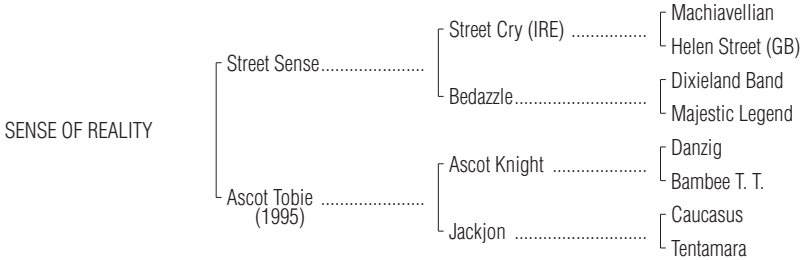 Machiavellian
Street Cry (IRE) ................
Helen Street (GB)
Street Sense......................
Dixieland Band
Bedazzle............................
Majestic Legend
SENSE OF REALITY
Danzig
Ascot Knight ....................
Bambee T. T.
Ascot Tobie ......................
(1995)
Caucasus
Jackjon ............................
Tentamara